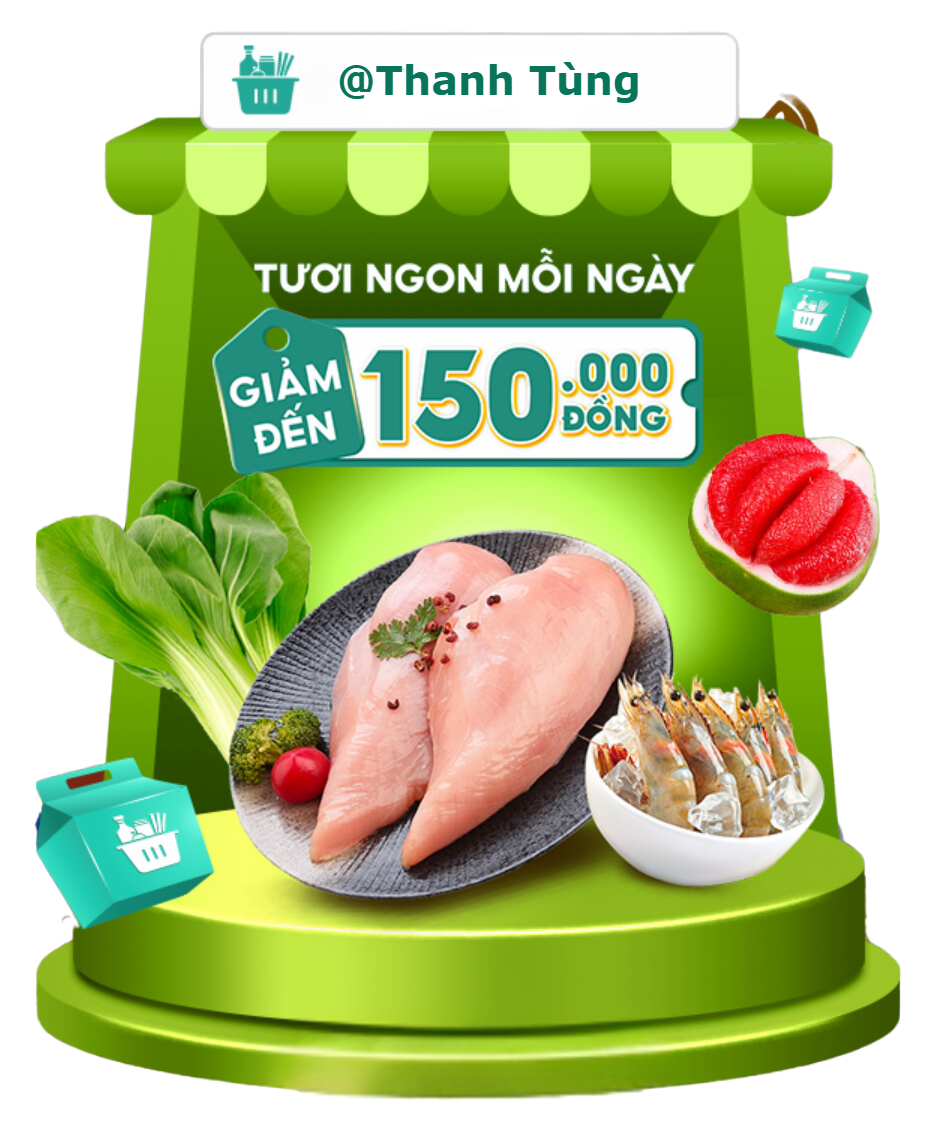 @Thanh Tùng
TƯƠI NGON MỖI NGÀY
GIẢM
ĐẾN
150.000
ĐỒNG